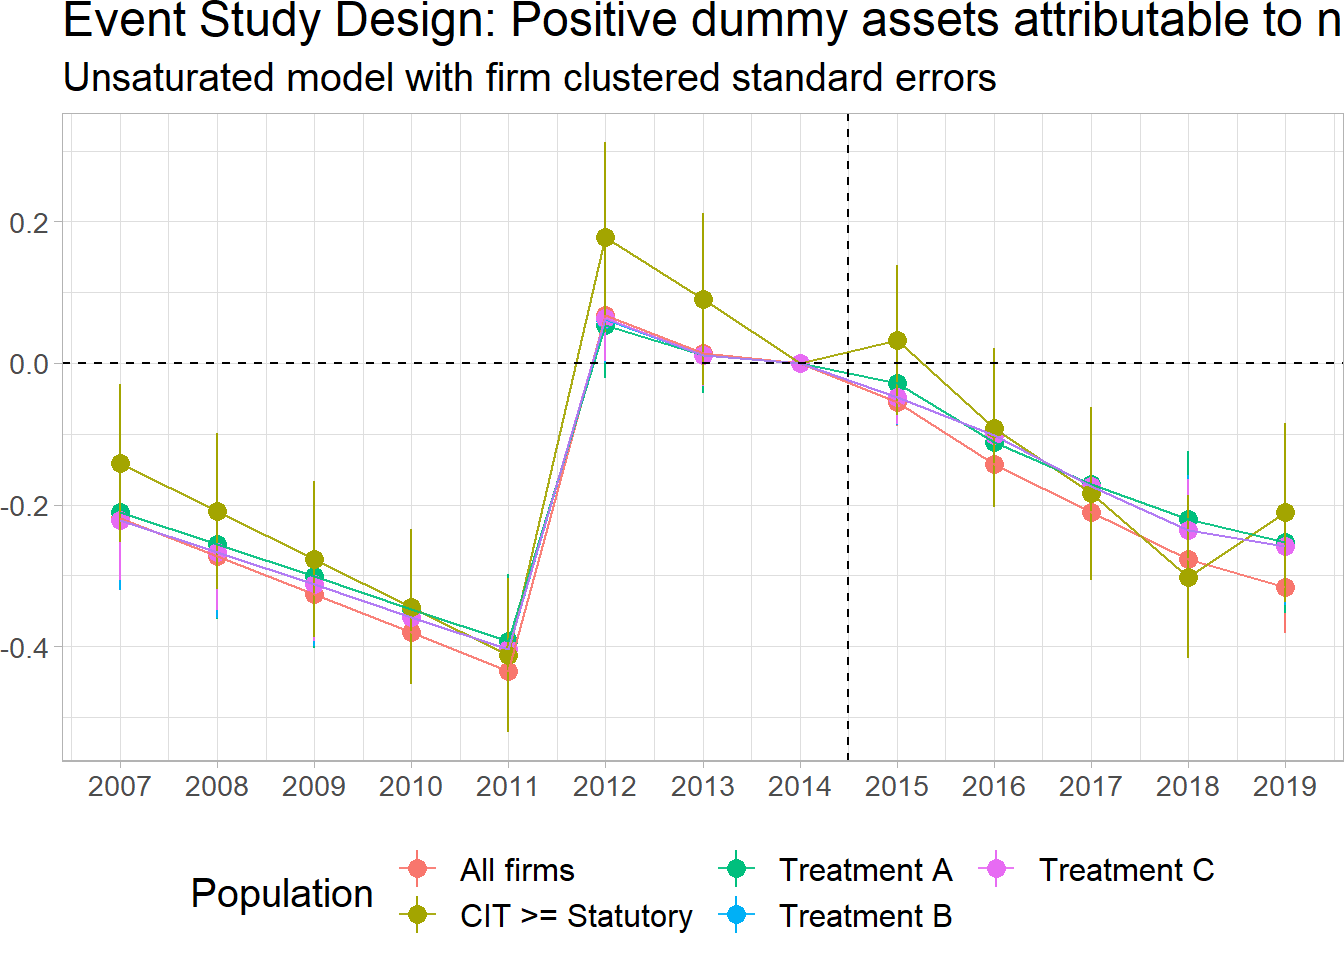 Event Study Design: Positive dummy assets attributable to n
Unsaturated model with firm clustered standard errors
0.2
0.0
-0.2
-0.4
2007 2008 2009 2010 2011 2012 2013 2014 2015 2016 2017 2018 2019
Population
All firms
CIT >= Statutory
Treatment A
Treatment B
Treatment C